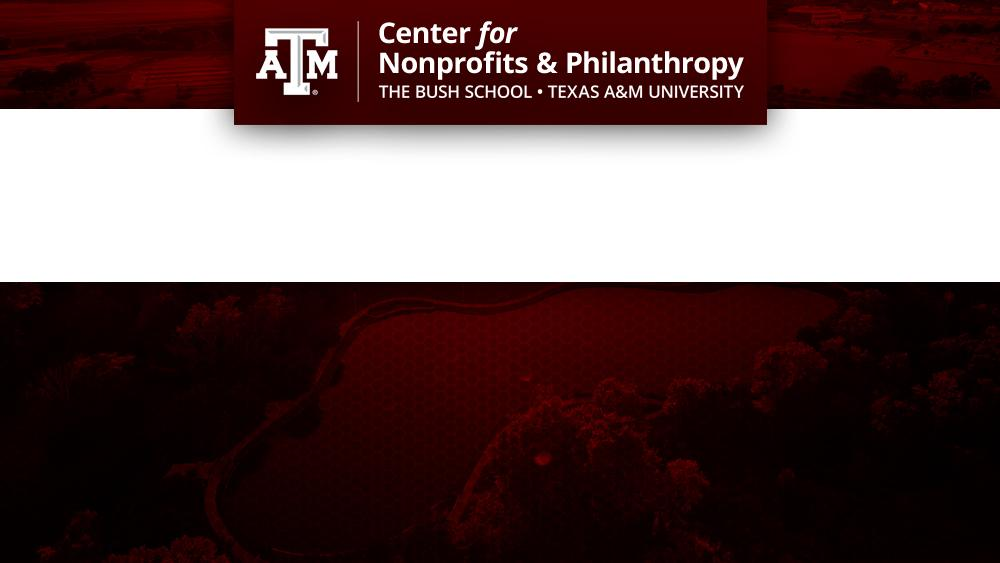 ATM®
Center for
Nonprofits & Philanthropy
THE BUSH SCHOOL • TEXAS A&M UNIVERSITY